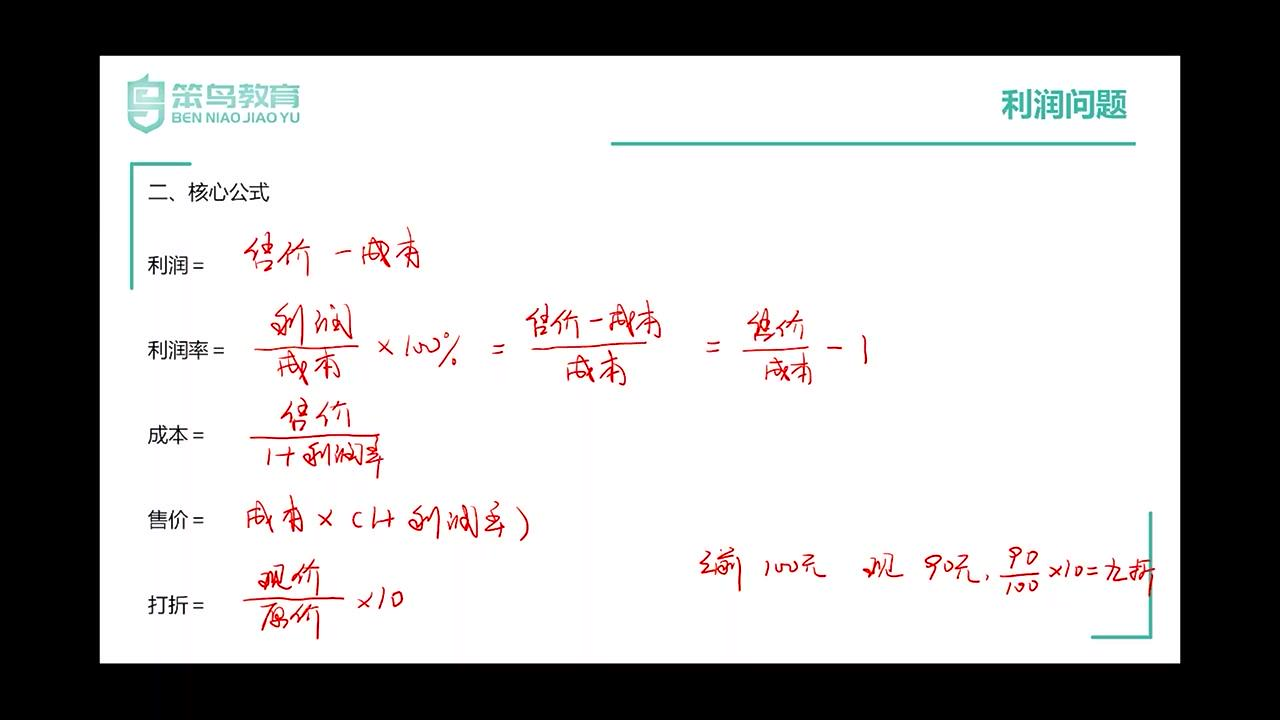 笨鸟教育
BEN NIAO JIAO YU
利润问题
二、核心公式
利润 = 售价 - 成本
利润率 = 利润/成本 × 100% = 售价 - 成本/成本 = 售价/成本 - 1
成本 = 售价/1+利润率
售价 = 成本 × (1+利润率)
之前 100元 现 90元, 90/100 ×10 = 九折
打折 = 现价/原价 ×10